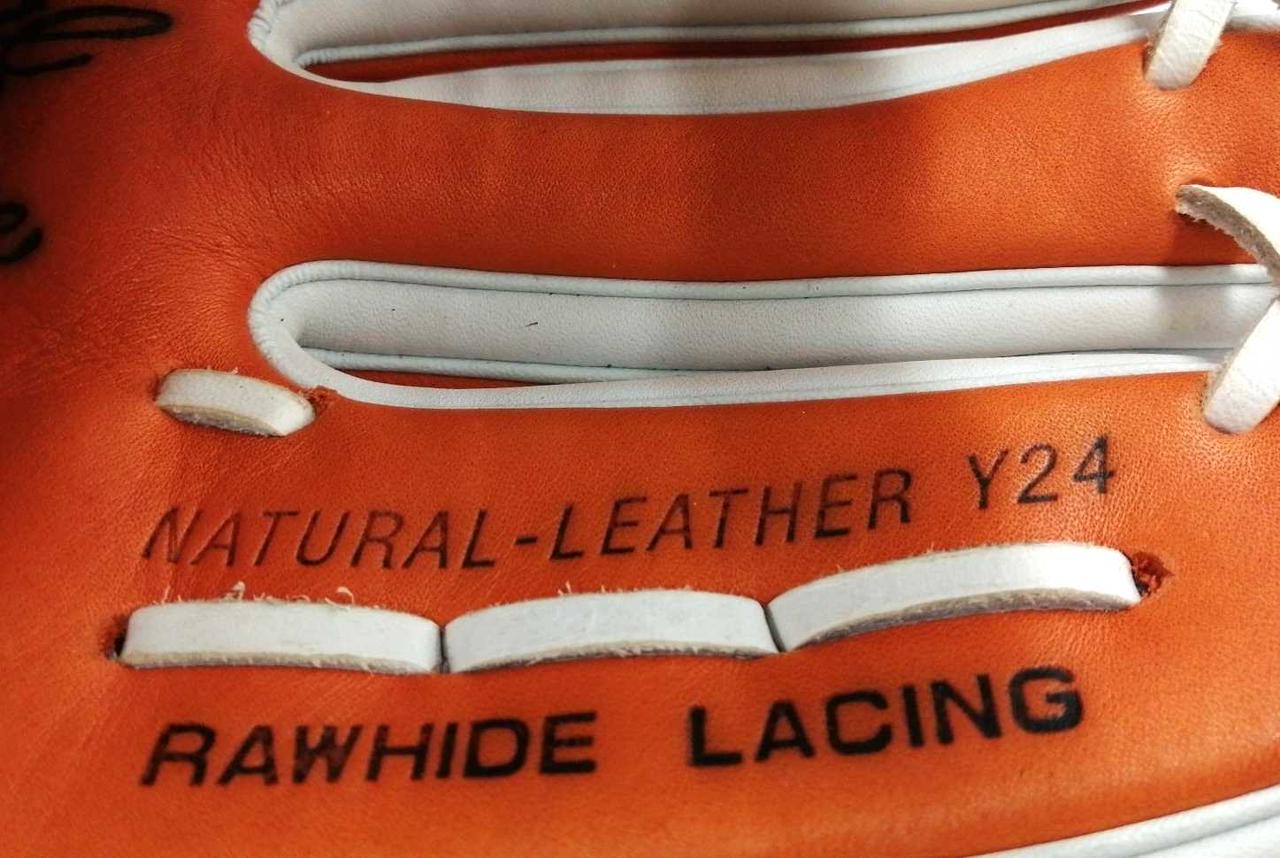 NATURAL-LEATHER Y24
RAWHIDE LACING